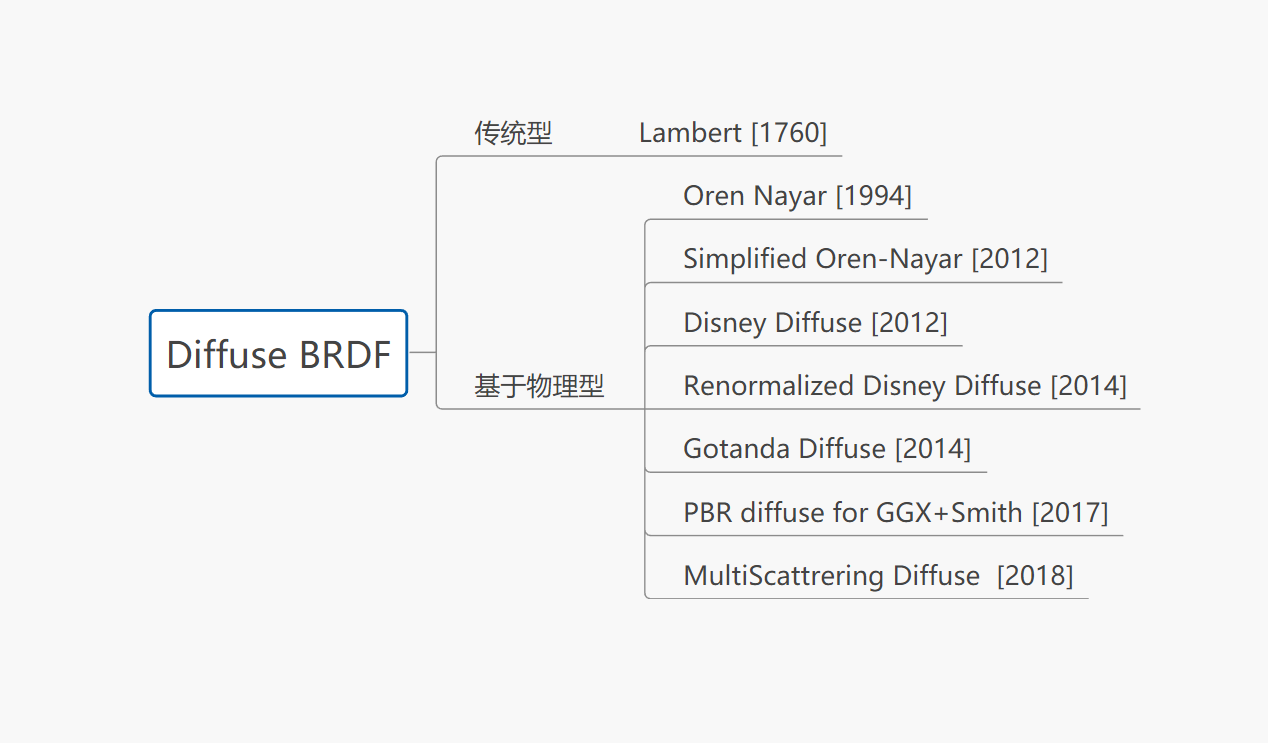 Diffuse BRDF
传统型
Lambert [1760]
基于物理型
Oren Nayar [1994]
Simplified Oren-Nayar [2012]
Disney Diffuse [2012]
Renormalized Disney Diffuse [2014]
Gotanda Diffuse [2014]
PBR diffuse for GGX+Smith [2017]
MultiScattrering Diffuse  [2018]